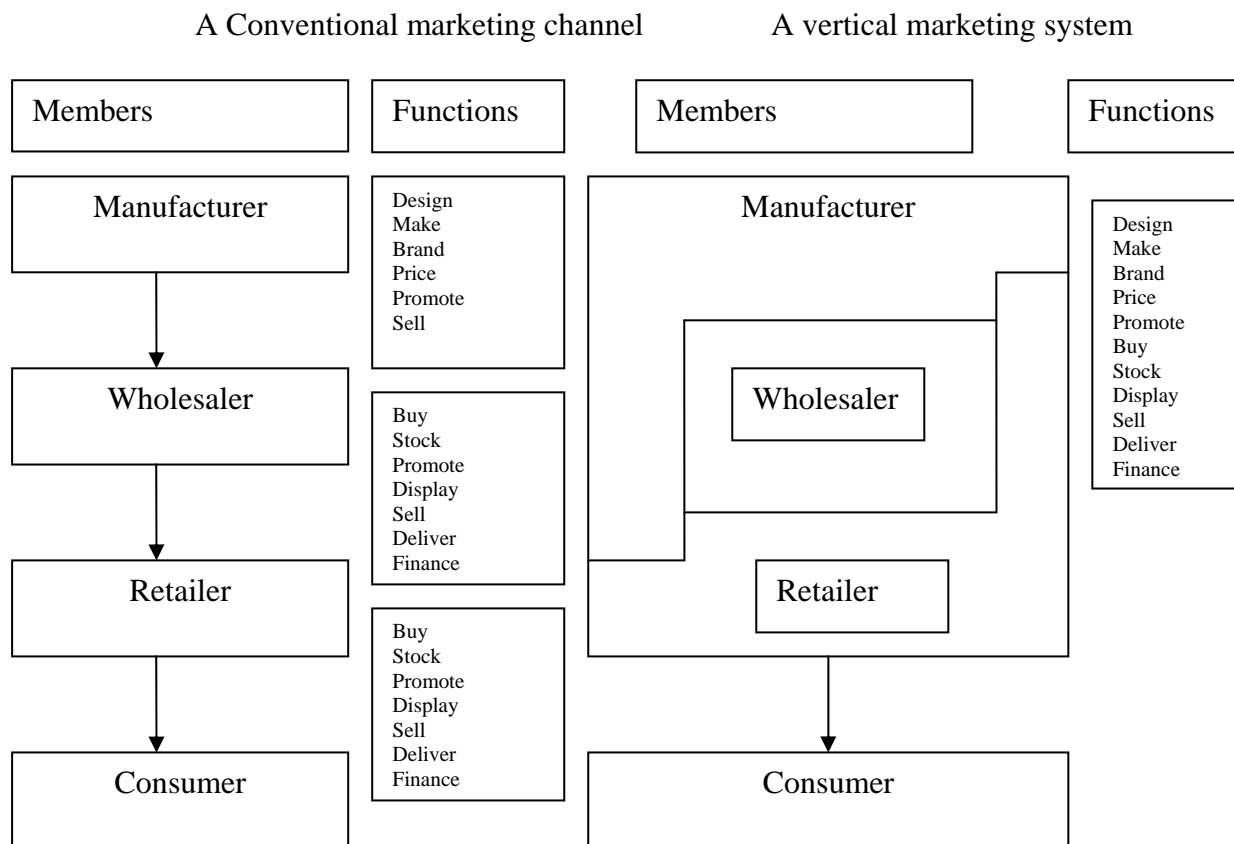 A Conventional marketing channel
A vertical marketing system
Members
Functions
Members
Functions
Manufacturer
Design
Make
Brand
Price
Promote
Sell
Wholesaler
Buy
Stock
Promote
Display
Sell
Deliver
Finance
Retailer
Buy
Stock
Promote
Display
Sell
Deliver
Finance
Consumer
Manufacturer
Wholesaler
Retailer
Consumer
Design
Make
Brand
Price
Promote
Buy
Stock
Display
Sell
Deliver
Finance